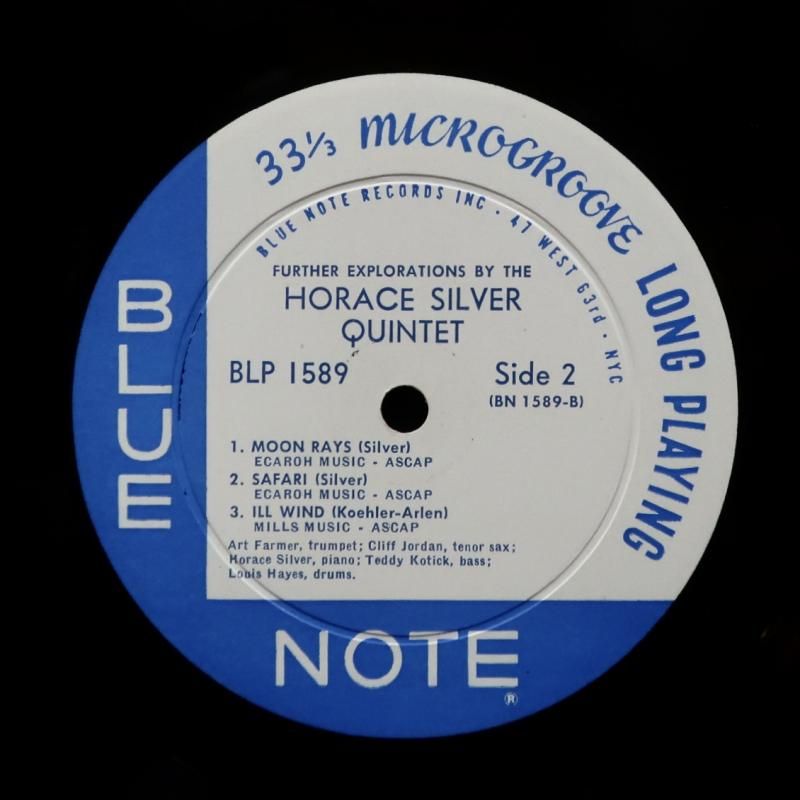 33⅓ MICROGROOVE LONG PLAYING
BLUE NOTE RECORDS INC · 47 WEST 63rd · NYC
FURTHER EXPLORATIONS BY THE
HORACE SILVER
QUINTET
BLP 1589
Side 2
(BN 1589-B)
1. MOON RAYS (Silver)
ECAROH MUSIC - ASCAP
2. SAFARI (Silver)
ECAROH MUSIC - ASCAP
3. ILL WIND (Koehler-Arlen)
MILLS MUSIC - ASCAP
Art Farmer, trumpet; Cliff Jordan, tenor sax;
Horace Silver, piano; Teddy Kotick, bass;
Louis Hayes, drums.
BLUE
NOTE
®